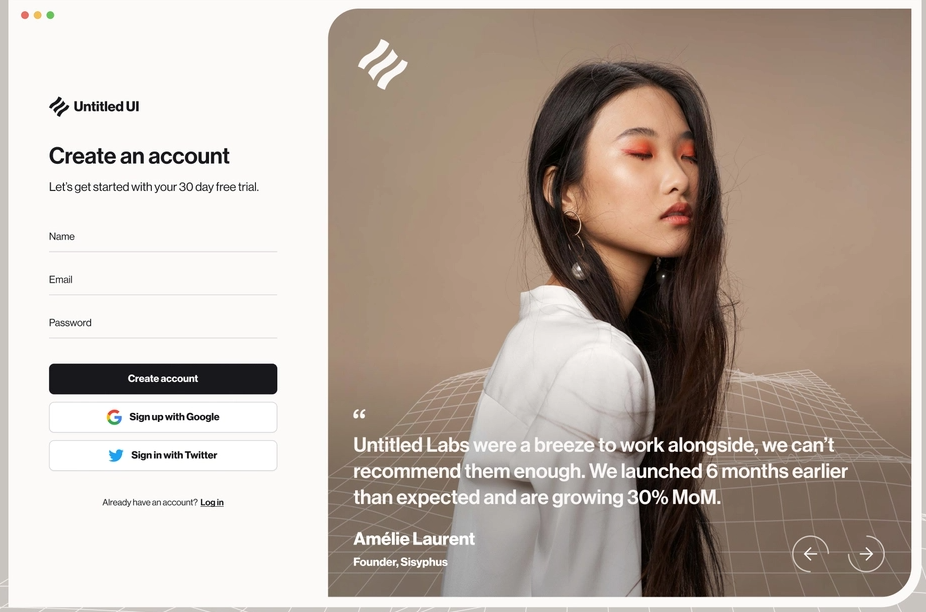 Untitled UI
Create an account
Let's get started with your 30 day free trial.
Name
Email
Password
Create account
Sign up with Google
Sign in with Twitter
Already have an account? Log in
“
Untitled Labs were a breeze to work alongside, we can’t
recommend them enough. We launched 6 months earlier
than expected and are growing 30% MoM.
Amélie Laurent
Founder, Sisyphus